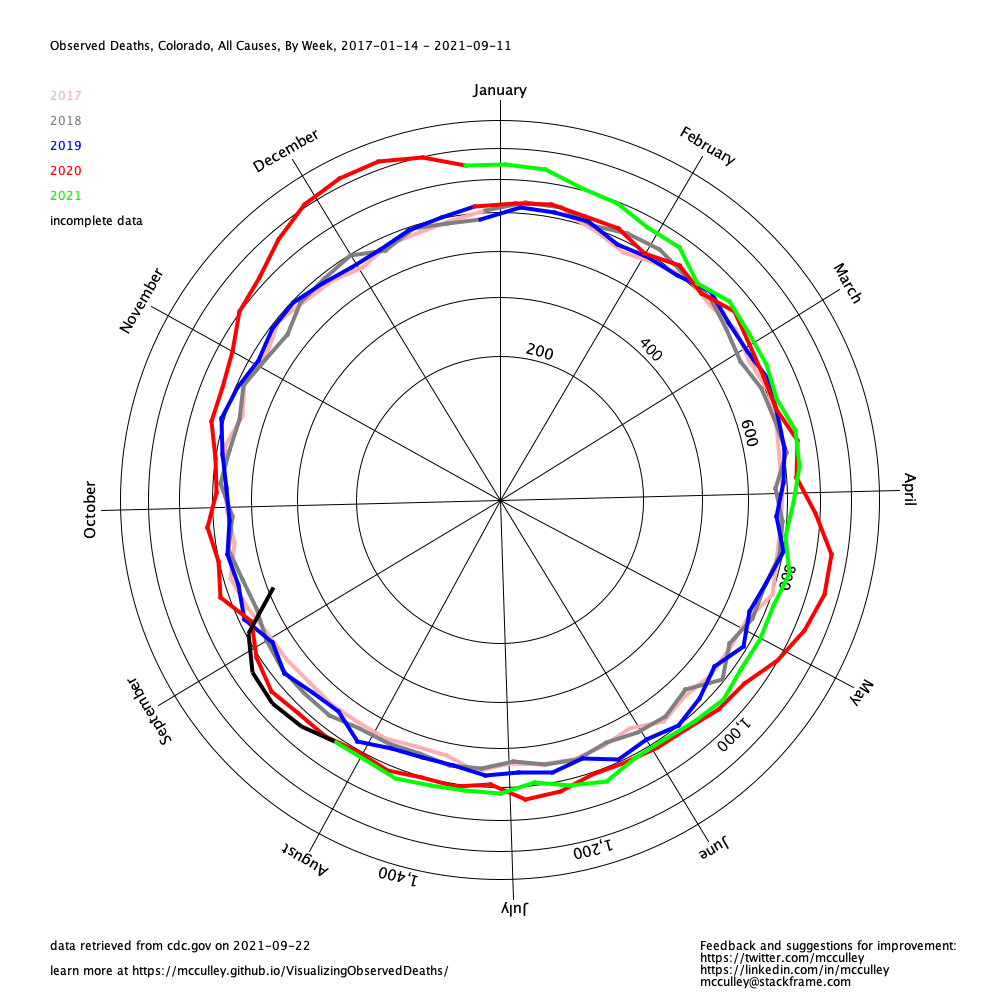 Observed Deaths, Colorado, All Causes, By Week, 2017-01-14 - 2021-09-11
January
2017
2018
2019
2020
2021
incomplete data
December
February
November
March
200
400
600
October
April
800
September
May
1,000
August
June
1,400
1,200
July
data retrieved from cdc.gov on 2021-09-22
learn more at https://mcculley.github.io/VisualizingObservedDeaths/
Feedback and suggestions for improvement:
https://twitter.com/mcculley
https://linkedin.com/in/mcculley
mcculley@stackframe.com